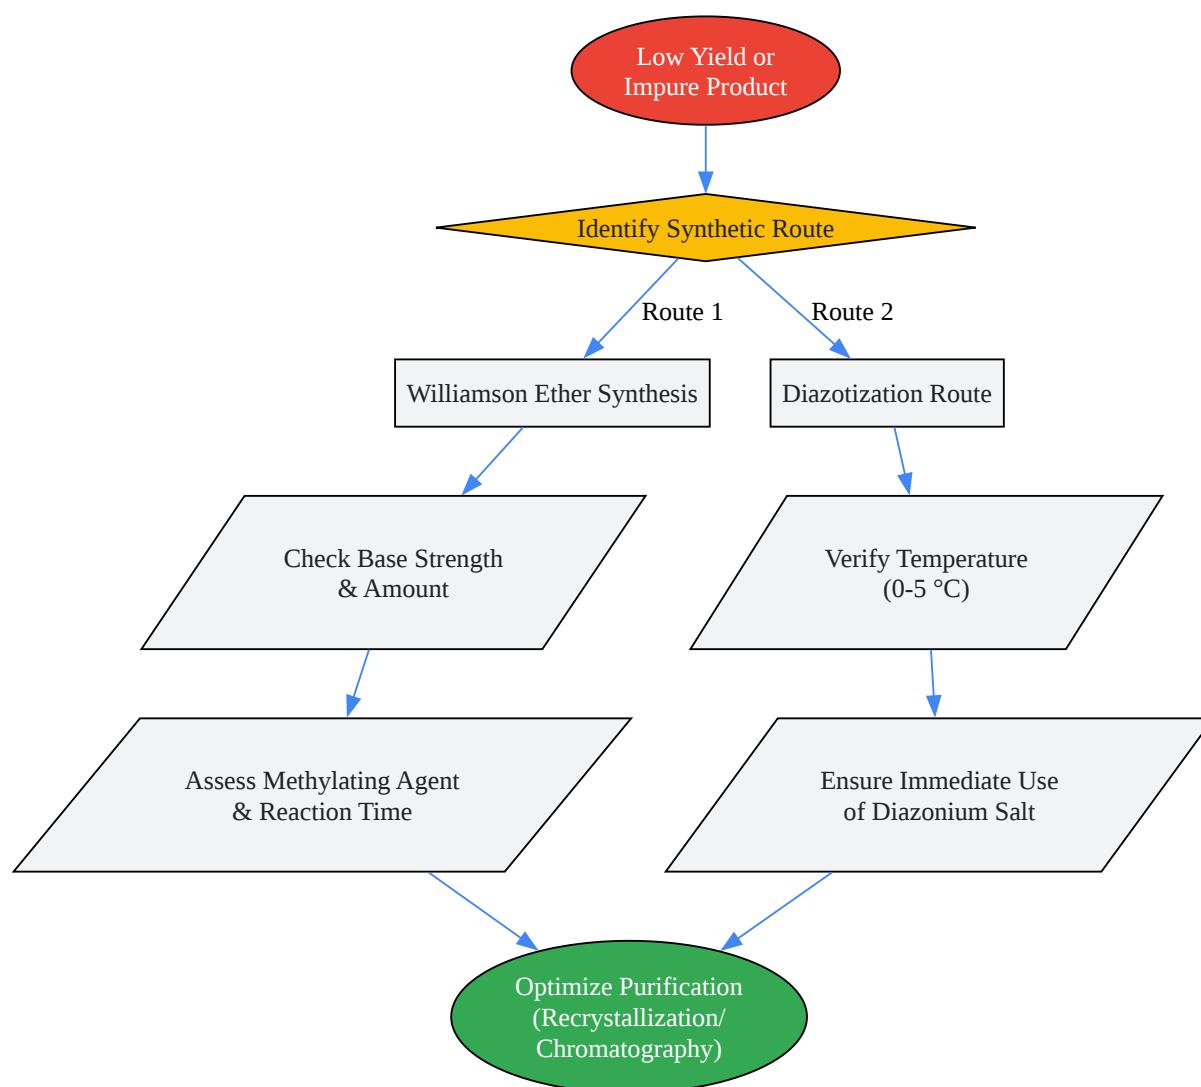 Low Yield or
Impure Product
Identify Synthetic Route
Route 1
Route 2
Williamson Ether Synthesis
Diazotization Route
Check Base Strength
& Amount
Verify Temperature
(0-5 °C)
Assess Methylating Agent
& Reaction Time
Ensure Immediate Use
of Diazonium Salt
Optimize Purification
(Recrystallization/
Chromatography)